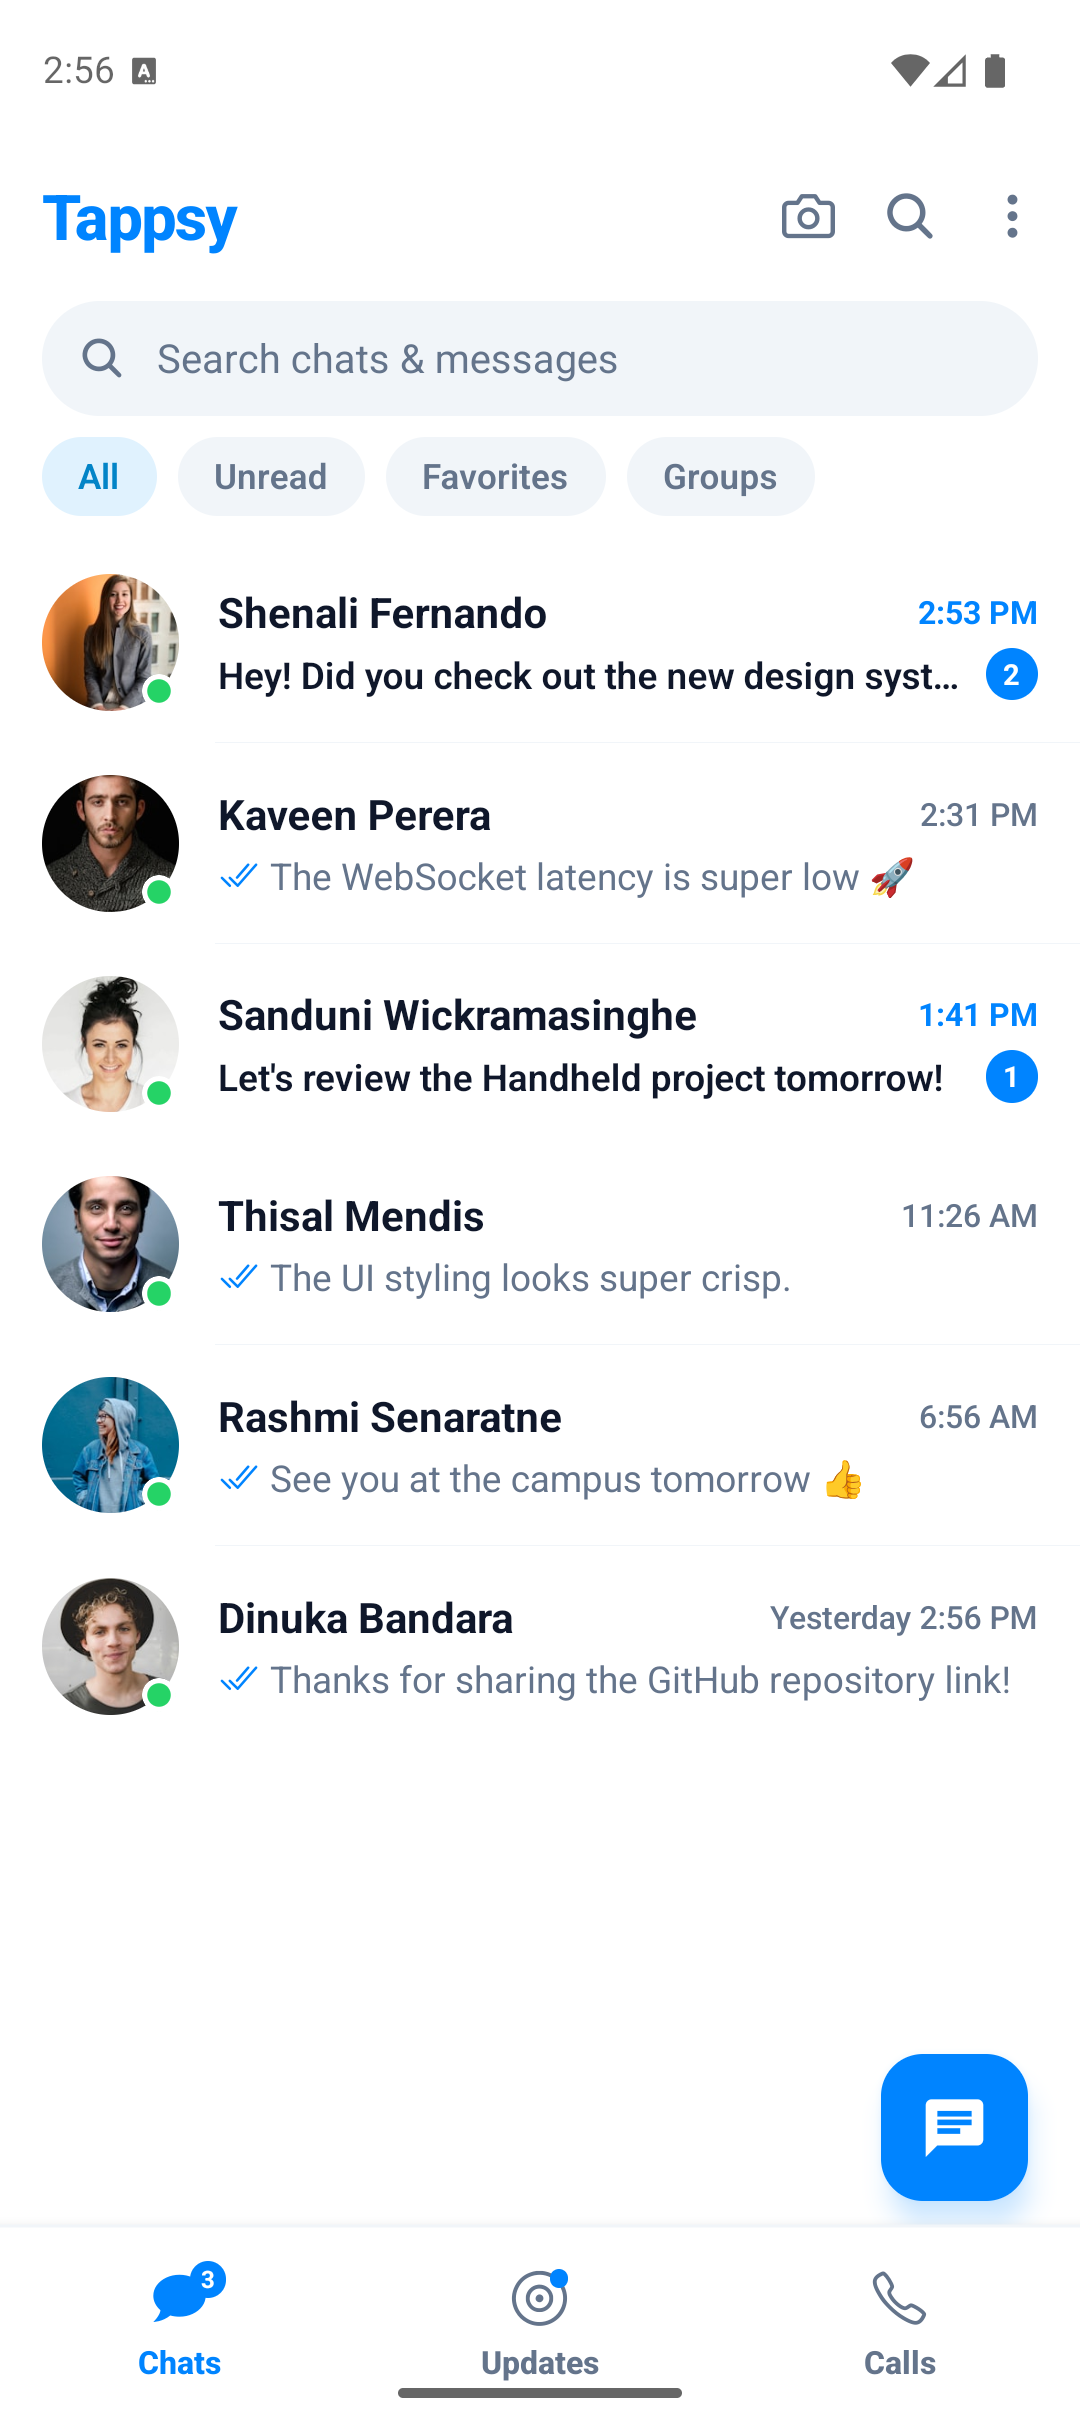 2:56
Tappsy
Search chats & messages
All Unread Favorites Groups
Shenali Fernando 2:53 PM
Hey! Did you check out the new design syst... 2
Kaveen Perera 2:31 PM
The WebSocket latency is super low 🚀
Sanduni Wickramasinghe 1:41 PM
Let's review the Handheld project tomorrow! 1
Thisal Mendis 11:26 AM
The UI styling looks super crisp.
Rashmi Senaratne 6:56 AM
See you at the campus tomorrow 👍
Dinuka Bandara Yesterday 2:56 PM
Thanks for sharing the GitHub repository link!
3
Chats Updates Calls